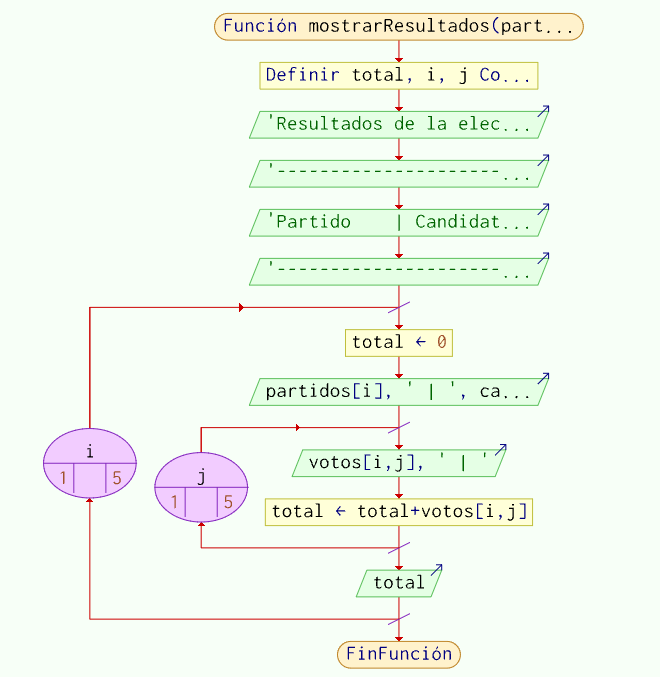 Función mostrarResultados(part...
Definir total, i, j Co...
'Resultados de la elec...
'--------------------...
'Partido    | Candidat...
'--------------------...
total ← 0
partidos[i], ' | ', ca...
i
1 5
j
1 5
votos[i,j], ' | '
total ← total+votos[i,j]
total
FinFunción